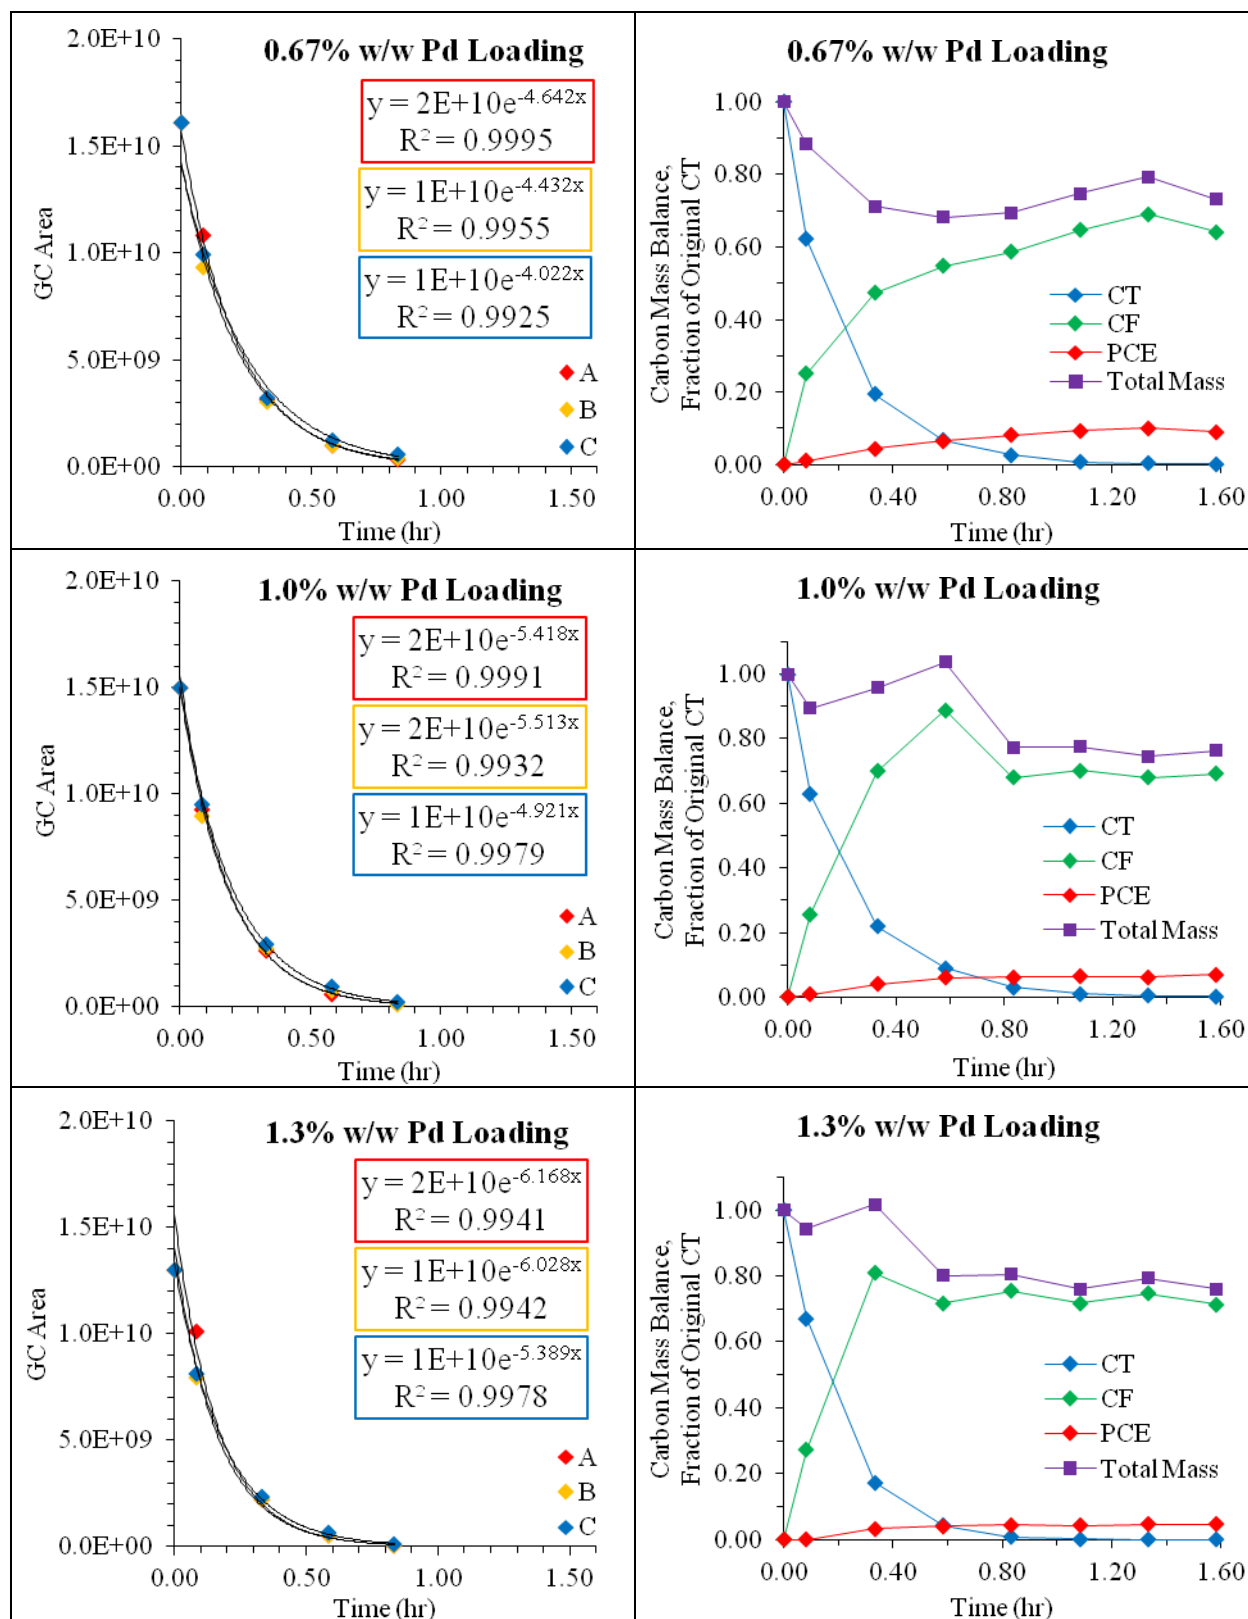 0.67% w/w Pd Loading
2.0E+10
1.5E+10
1.0E+10
5.0E+09
0.0E+00
GC Area
y = 2E+10e^-4.642x
R² = 0.9995
y = 1E+10e^-4.432x
R² = 0.9955
y = 1E+10e^-4.022x
R² = 0.9925
A
B
C
0.00 0.50 1.00 1.50
Time (hr)
0.67% w/w Pd Loading
1.00
0.80
0.60
0.40
0.20
0.00
Carbon Mass Balance,
Fraction of Original CT
CT
CF
PCE
Total Mass
0.00 0.40 0.80 1.20 1.60
Time (hr)
1.0% w/w Pd Loading
2.0E+10
1.5E+10
1.0E+10
5.0E+09
0.0E+00
GC Area
y = 2E+10e^-5.418x
R² = 0.9991
y = 2E+10e^-5.513x
R² = 0.9932
y = 1E+10e^-4.921x
R² = 0.9979
A
B
C
0.00 0.50 1.00 1.50
Time (hr)
1.0% w/w Pd Loading
1.00
0.80
0.60
0.40
0.20
0.00
Carbon Mass Balance,
Fraction of Original CT
CT
CF
PCE
Total Mass
0.00 0.40 0.80 1.20 1.60
Time (hr)
1.3% w/w Pd Loading
2.0E+10
1.5E+10
1.0E+10
5.0E+09
0.0E+00
GC Area
y = 2E+10e^-6.168x
R² = 0.9941
y = 1E+10e^-6.028x
R² = 0.9942
y = 1E+10e^-5.389x
R² = 0.9978
A
B
C
0.00 0.50 1.00 1.50
Time (hr)
1.3% w/w Pd Loading
1.00
0.80
0.60
0.40
0.20
0.00
Carbon Mass Balance,
Fraction of Original CT
CT
CF
PCE
Total Mass
0.00 0.40 0.80 1.20 1.60
Time (hr)